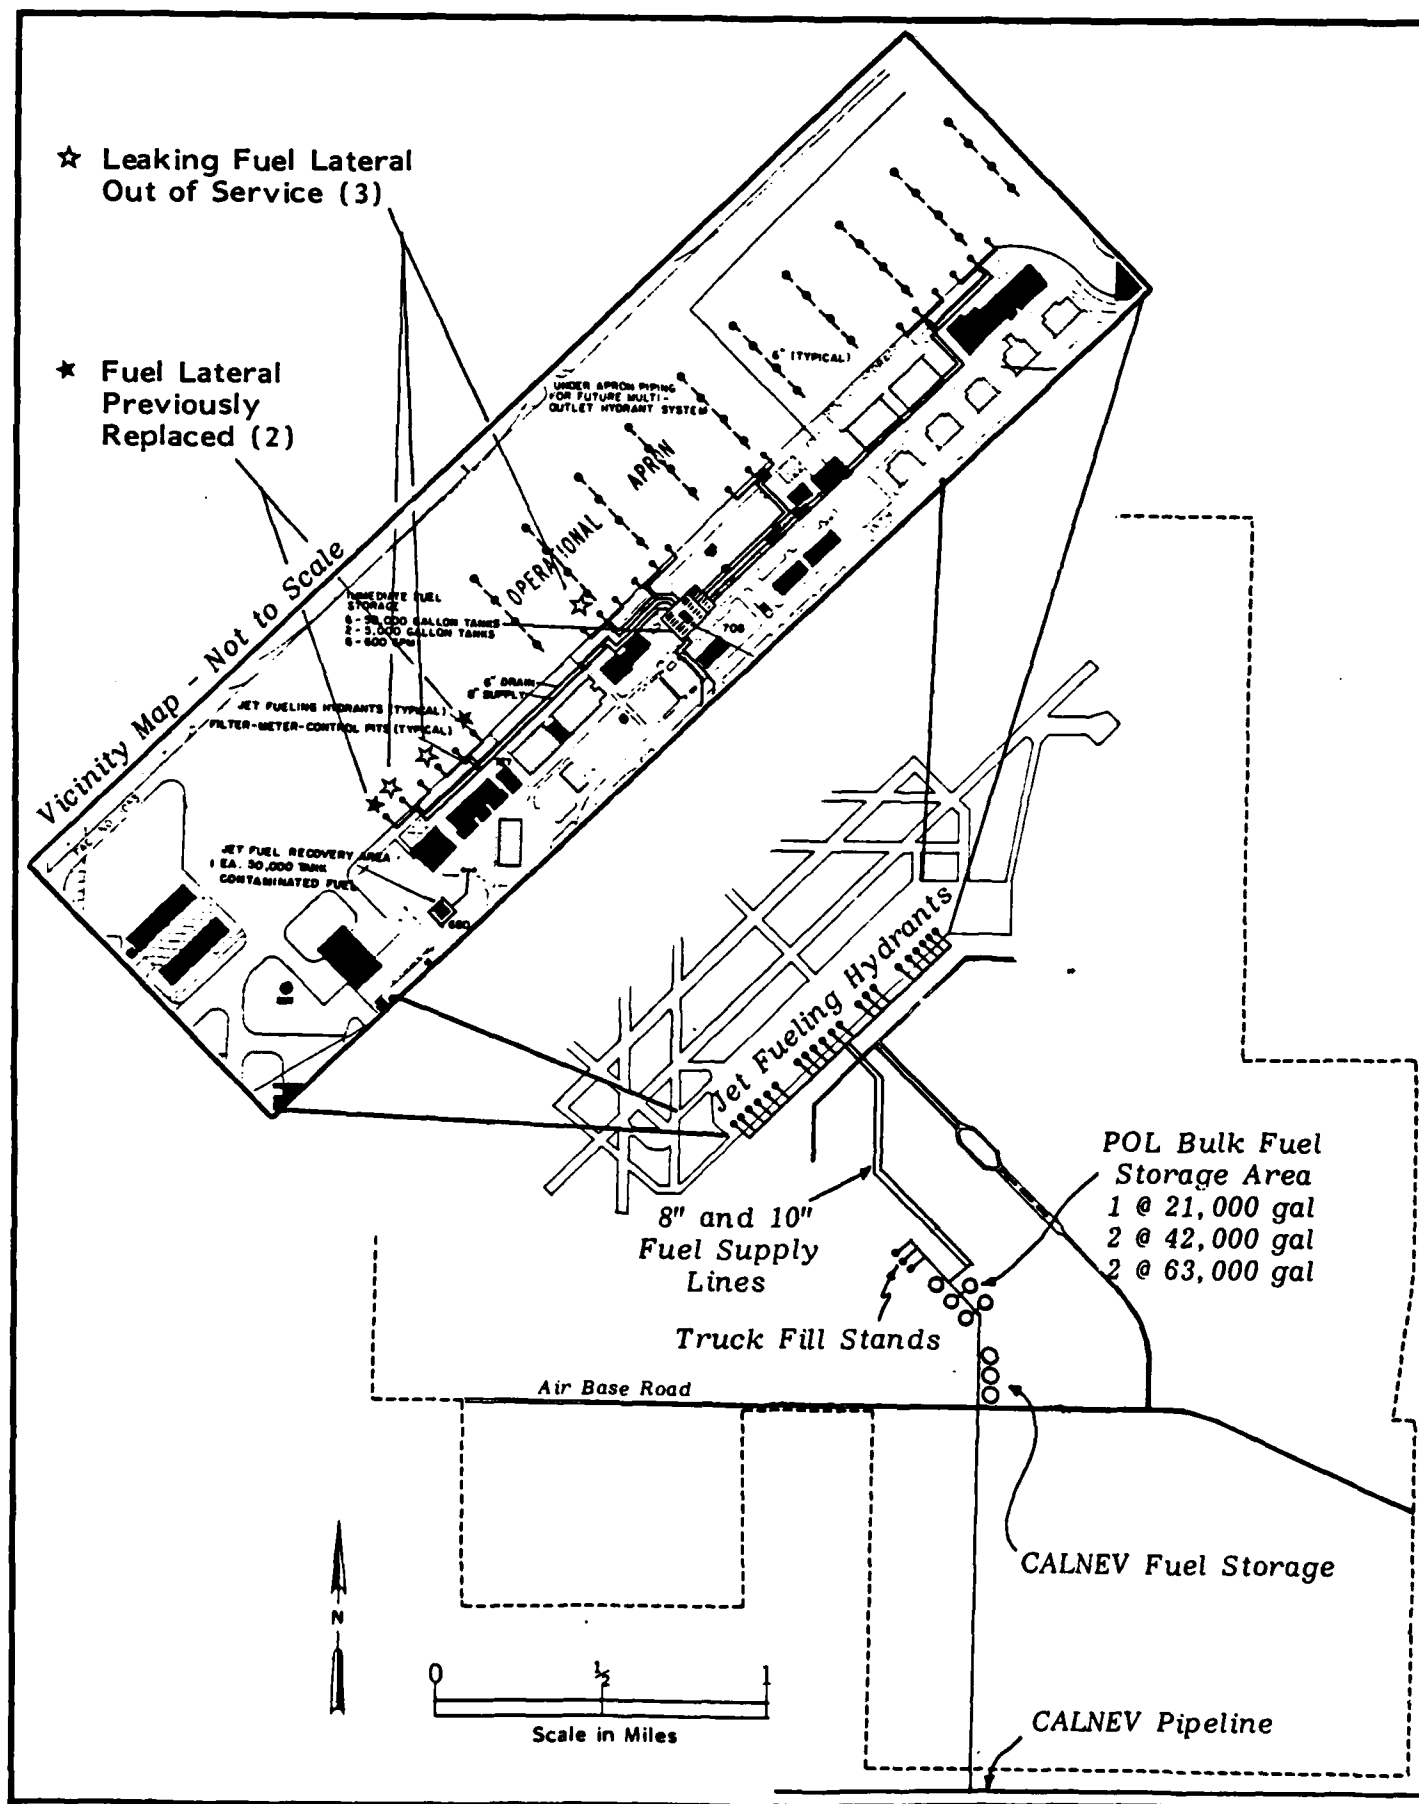 ☆ Leaking Fuel Lateral
Out of Service (3)
★ Fuel Lateral
Previously
Replaced (2)
Vicinity Map - Not to Scale
6" (TYPICAL)
UNDER APRON PIPING
FOR FUTURE MULTI-
OUTLET HYDRANT SYSTEM
OPERATIONAL APRON
STORAGE
2 - 5,000 GALLON TANKS
706
6" DRAIN
8" SUPPLY
JET FUELING HYDRANTS (TYPICAL)
FILTER-METER-CONTROL PITS (TYPICAL)
JET FUEL RECOVERY AREA
1 EA. 50,000 TANK
CONTAMINATED FUEL
Jet Fueling Hydrants
POL Bulk Fuel
Storage Area
1 @ 21,000 gal
2 @ 42,000 gal
2 @ 63,000 gal
8" and 10"
Fuel Supply
Lines
Truck Fill Stands
Air Base Road
CALNEV Fuel Storage
N
0 ½ 1
Scale in Miles
CALNEV Pipeline